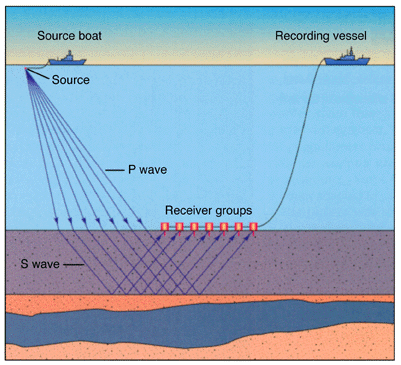 Source boat
Recording vessel
Source
P wave
Receiver groups
S wave